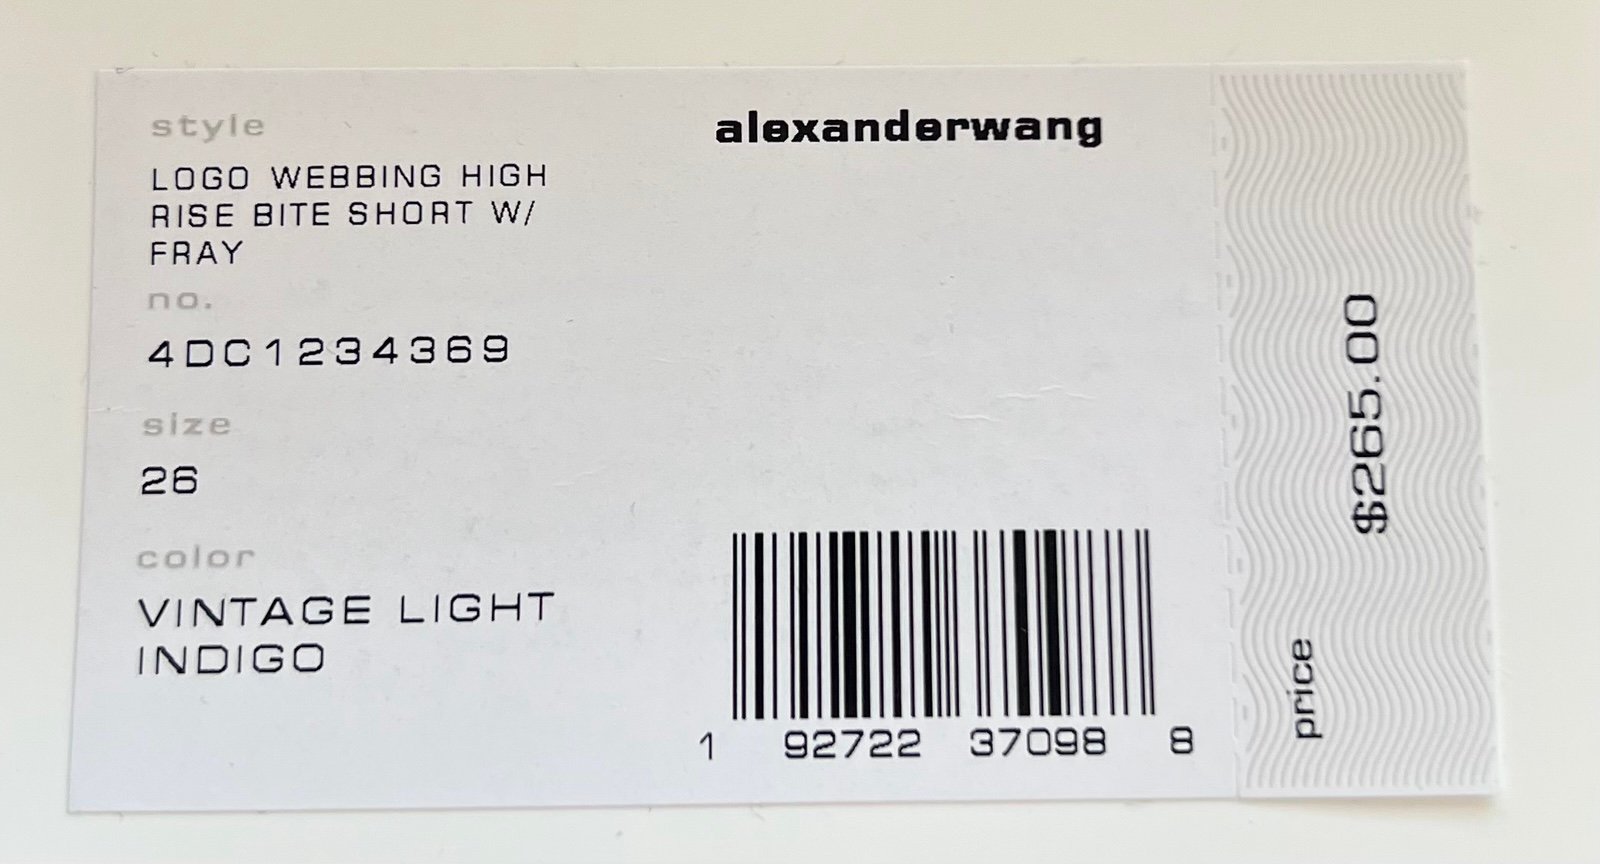 style
LOGO WEBBING HIGH
RISE BITE SHORT W/
FRAY
no.
4DC1234369
size
26
color
VINTAGE LIGHT
INDIGO
alexanderwang
1 92722 37098 8
price $265.00